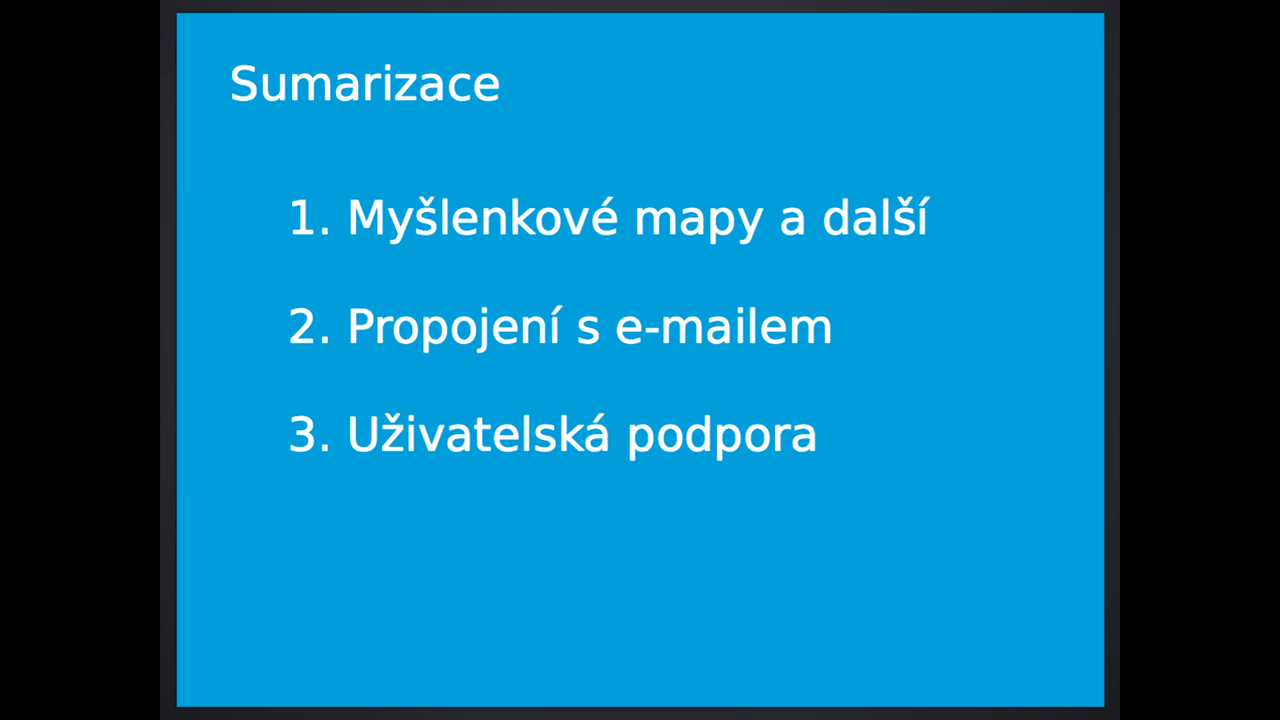 Sumarizace
1. Myšlenkové mapy a další
2. Propojení s e-mailem
3. Uživatelská podpora